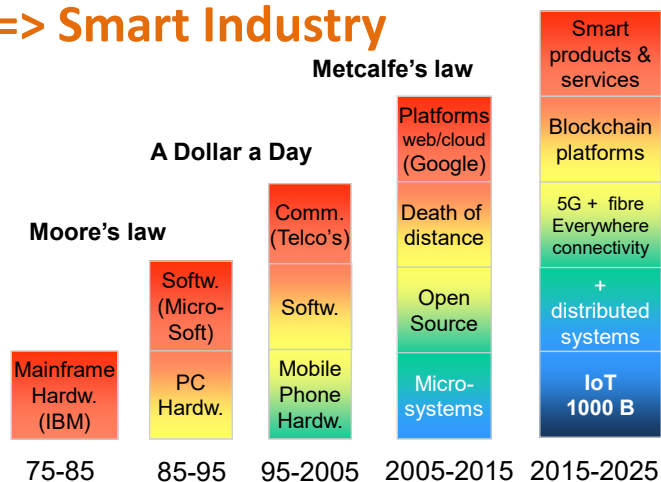 => Smart Industry
Moore's law
A Dollar a Day
Metcalfe's law
Mainframe
Hardw.
(IBM)
75-85
Softw.
(Micro-
Soft)
PC
Hardw.
85-95
Comm.
(Telco's)
Softw.
Mobile
Phone
Hardw.
95-2005
Platforms
web/cloud
(Google)
Death of
distance
Open
Source
Micro-
systems
2005-2015
Smart
products &
services
Blockchain
platforms
5G + fibre
Everywhere
connectivity
+
distributed
systems
IoT
1000 B
2015-2025